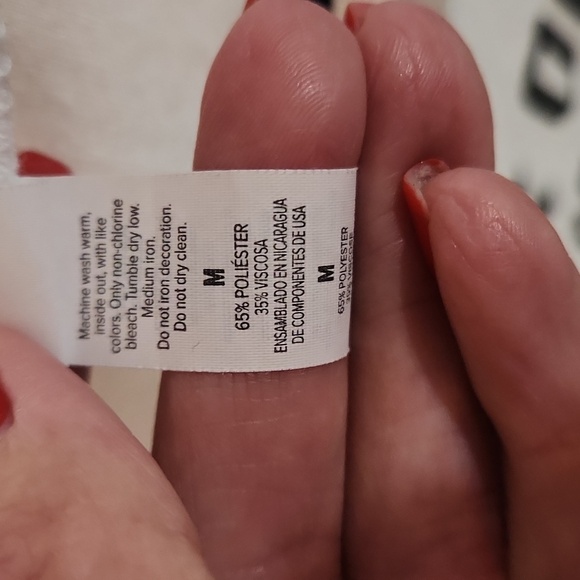 Machine wash warm,
inside out, with like
colors. Only non-chlorine
bleach. Tumble dry low.
Medium iron.
Do not iron decoration.
Do not dry clean.
M
65% POLIÉSTER
35% VISCOSA
ENSAMBLADO EN NICARAGUA
DE COMPONENTES DE USA
M
65% POLYESTER
35% VISCOSE